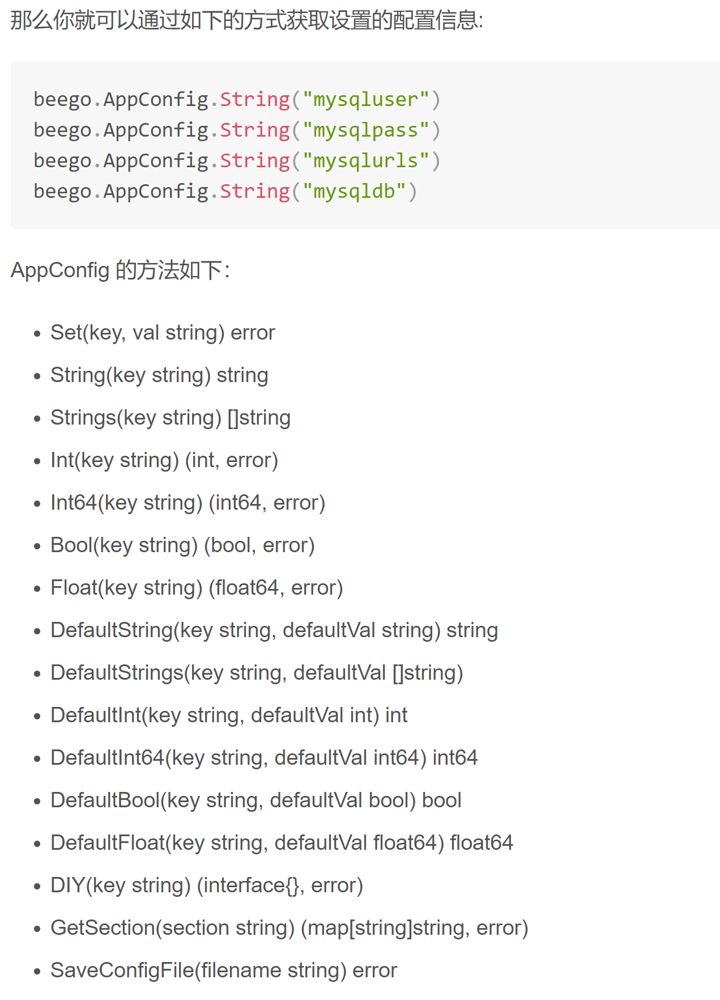 那么你就可以通过如下的方式获取设置的配置信息:
beego.AppConfig.String("mysqluser")
beego.AppConfig.String("mysqlpass")
beego.AppConfig.String("mysqlurls")
beego.AppConfig.String("mysqldb")
AppConfig 的方法如下：
• Set(key, val string) error
• String(key string) string
• Strings(key string) []string
• Int(key string) (int, error)
• Int64(key string) (int64, error)
• Bool(key string) (bool, error)
• Float(key string) (float64, error)
• DefaultString(key string, defaultVal string) string
• DefaultStrings(key string, defaultVal []string)
• DefaultInt(key string, defaultVal int) int
• DefaultInt64(key string, defaultVal int64) int64
• DefaultBool(key string, defaultVal bool) bool
• DefaultFloat(key string, defaultVal float64) float64
• DIY(key string) (interface{}, error)
• GetSection(section string) (map[string]string, error)
• SaveConfigFile(filename string) error